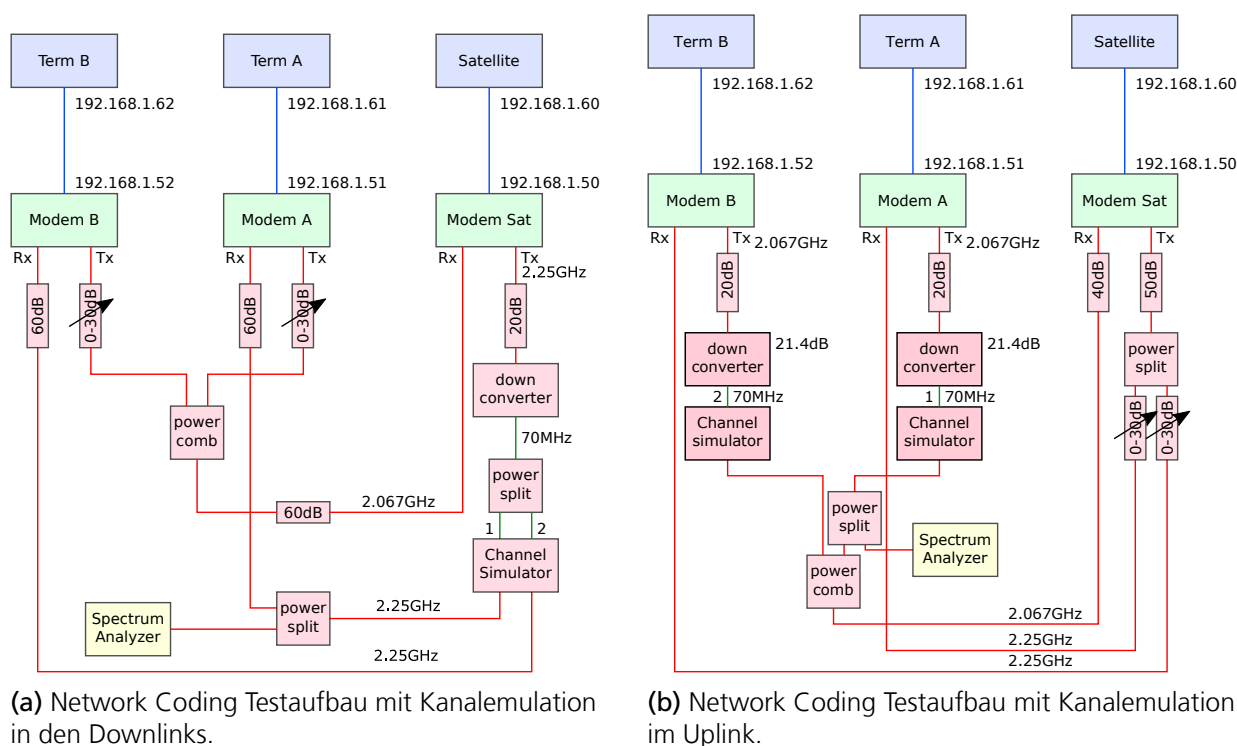 Term B
Term A
Satellite
192.168.1.62
192.168.1.61
192.168.1.60
192.168.1.52
192.168.1.51
192.168.1.50
Modem B
Modem A
Modem Sat
Rx
Tx
Rx
Tx
Rx
Tx
2.25GHz
60dB
0-30dB
60dB
0-30dB
20dB
down
converter
power
comb
70MHz
power
split
60dB
2.067GHz
1
2
Channel
Simulator
Spectrum
Analyzer
power
split
2.25GHz
2.25GHz
(a) Network Coding Testaufbau mit Kanalemulation
in den Downlinks.
Term B
Term A
Satellite
192.168.1.62
192.168.1.61
192.168.1.60
192.168.1.52
192.168.1.51
192.168.1.50
Modem B
Modem A
Modem Sat
Rx
Tx
2.067GHz
Rx
Tx
2.067GHz
Rx
Tx
20dB
20dB
40dB
50dB
down
converter
21.4dB
down
converter
21.4dB
power
split
2
70MHz
1
70MHz
0-30dB
0-30dB
Channel
simulator
Channel
simulator
power
split
Spectrum
Analyzer
power
comb
2.067GHz
2.25GHz
2.25GHz
(b) Network Coding Testaufbau mit Kanalemulation
im Uplink.